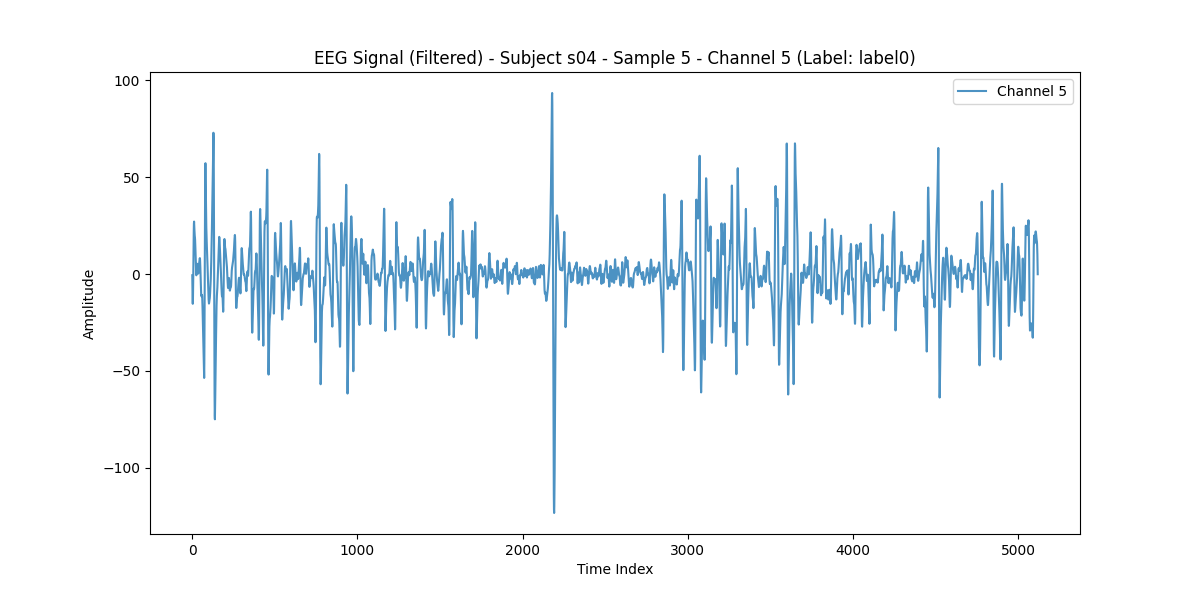 EEG Signal (Filtered) - Subject s04 - Sample 5 - Channel 5 (Label: label0)
Channel 5
100
50
0
−50
−100
Amplitude
0 1000 2000 3000 4000 5000
Time Index